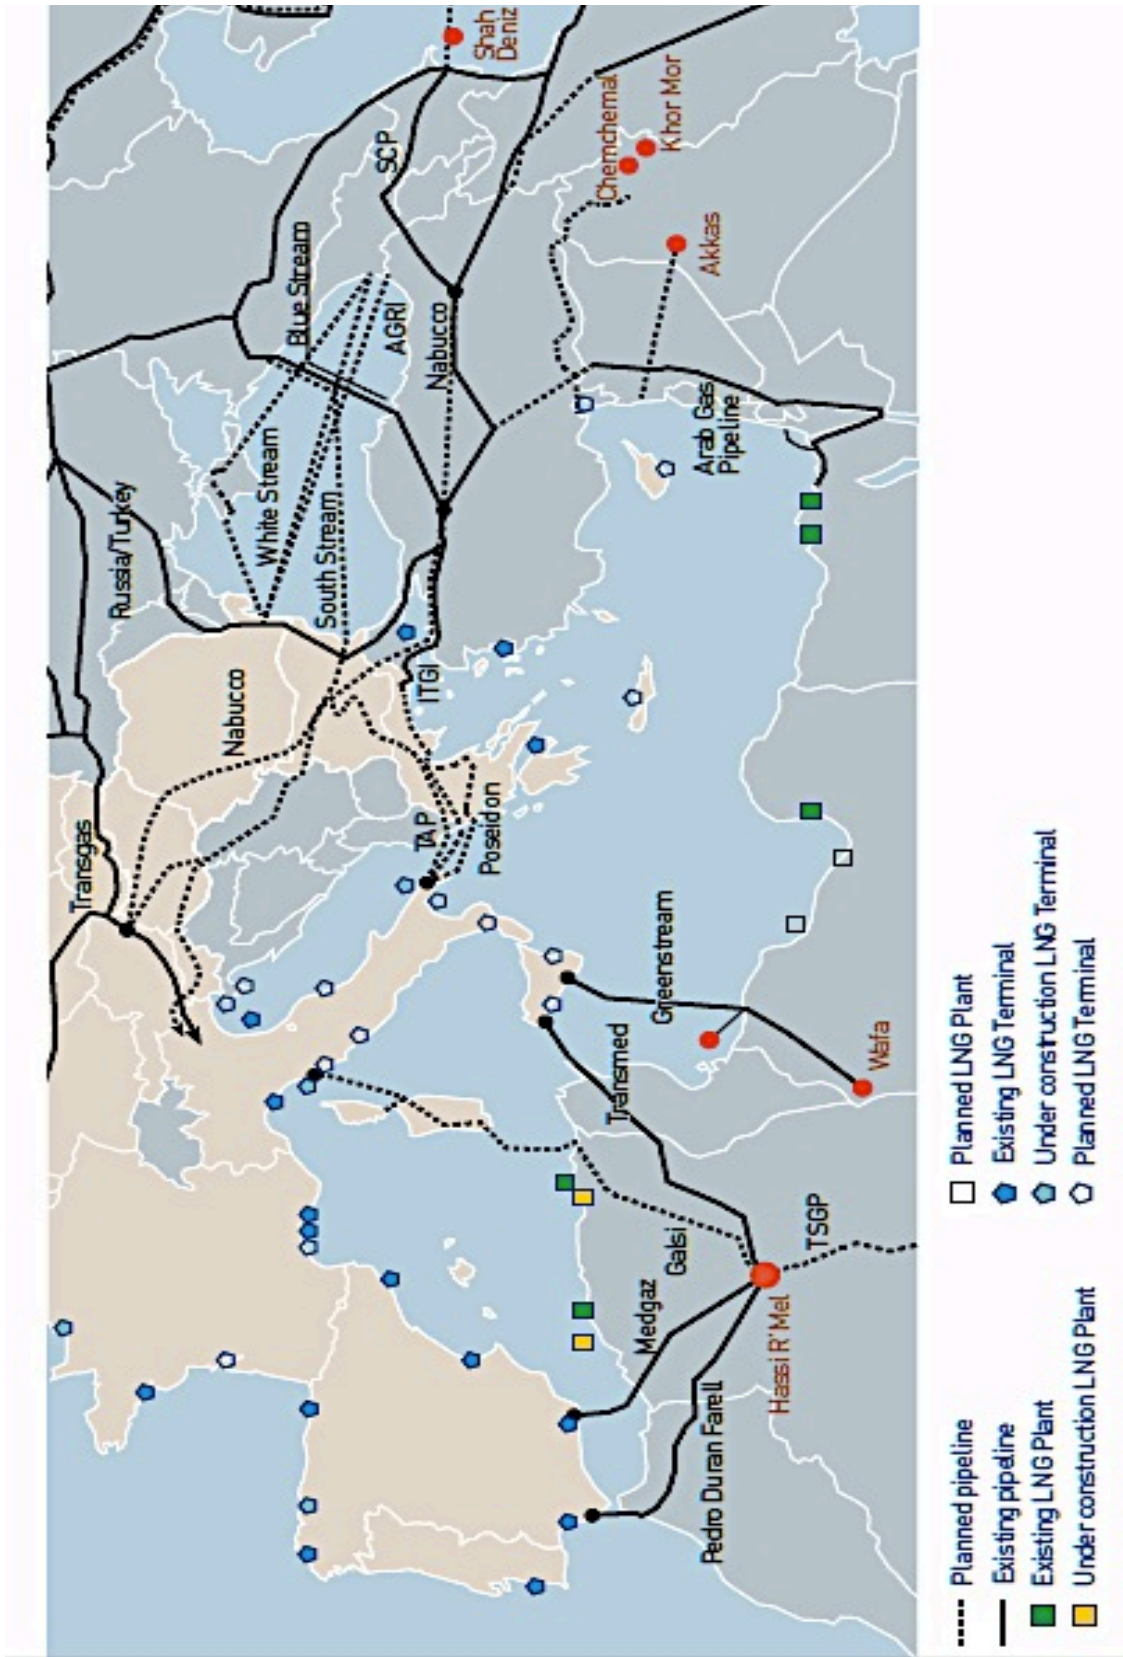 Transgas
Russia/Turkey
Nabucco
White Stream
South Stream
Blue Stream
AGRI
SCP
Shah
Deniz
Nabucco
ITGI
TAP
Poseidon
Chemchemal
Khor Mor
Akkas
Arab Gas
Pipeline
Greenstream
Transmed
Wafa
Galsi
Medgaz
TSGP
Hassi R'Mel
Pedro Duran Farell
Planned pipeline
Existing pipeline
Existing LNG Plant
Under construction LNG Plant
Planned LNG Plant
Existing LNG Terminal
Under construction LNG Terminal
Planned LNG Terminal